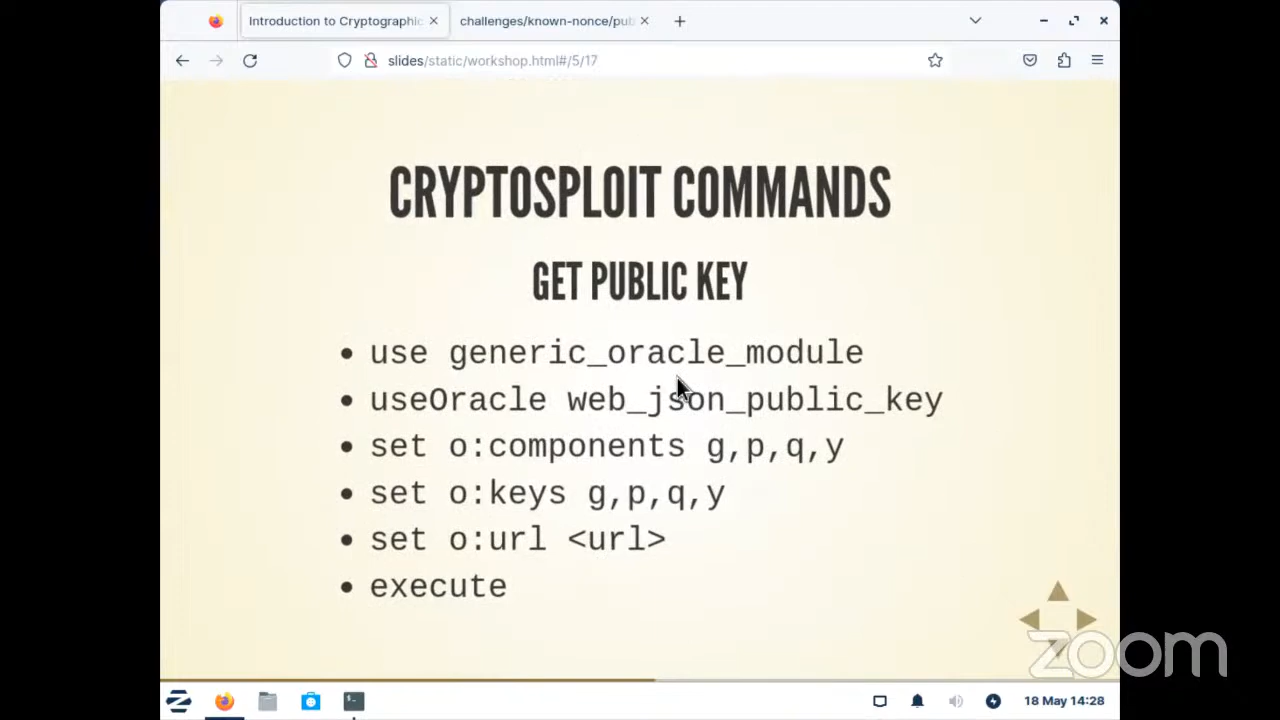 Introduction to Cryptographic
challenges/known-nonce/pub
slides/static/workshop.html#/5/17
CRYPTOSPLOIT COMMANDS
GET PUBLIC KEY
• use generic_oracle_module
• useOracle web_json_public_key
• set o:components g,p,q,y
• set o:keys g,p,q,y
• set o:url <url>
• execute
zoom
18 May 14:28